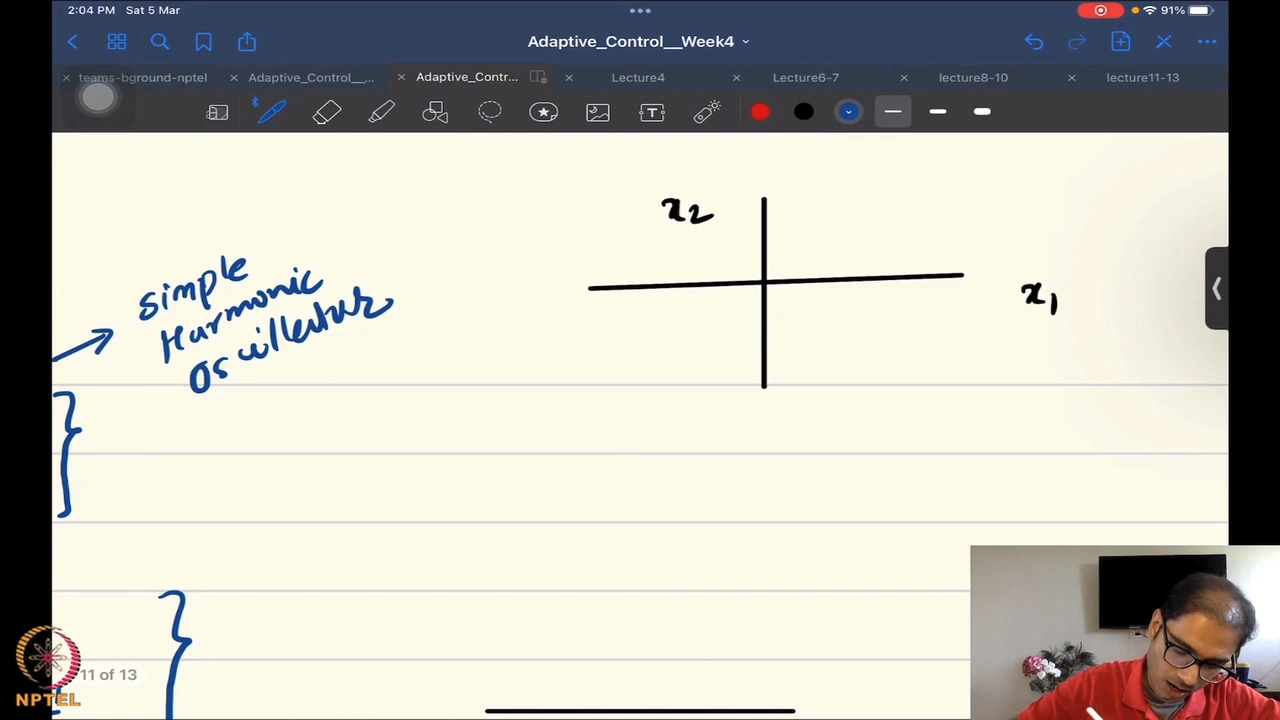 2:04 PM Sat 5 Mar
91%
Adaptive_Control__Week4
teams-bground-nptel
Adaptive_Control__...
Adaptive_Contr...
Lecture4
Lecture6-7
lecture8-10
lecture11-13
x2
x1
simple
Harmonic
Oscillator
11 of 13
NPTEL